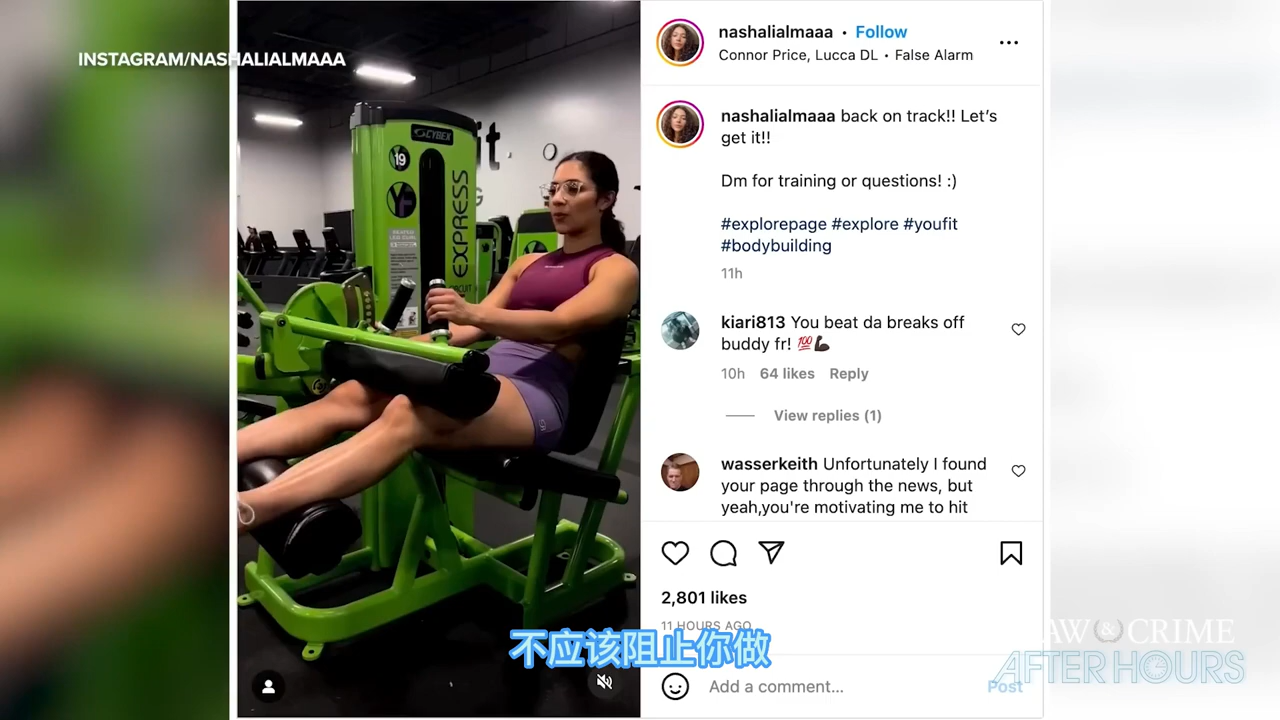 INSTAGRAM/NASHALIALMAAA
CYBEX
19
EXPRESS
nashalialmaaa • Follow
Connor Price, Lucca DL • False Alarm
nashalialmaaa back on track!! Let's
get it!!
Dm for training or questions! :)
#explorepage #explore #youfit
#bodybuilding
11h
kiari813 You beat da breaks off
buddy fr! 💯💪🏿
10h 64 likes Reply
View replies (1)
wasserkeith Unfortunately I found
your page through the news, but
yeah,you're motivating me to hit
2,801 likes
11 HOURS AGO
不应该阻止你做
Add a comment...
Post
LAW & CRIME
AFTER HOURS